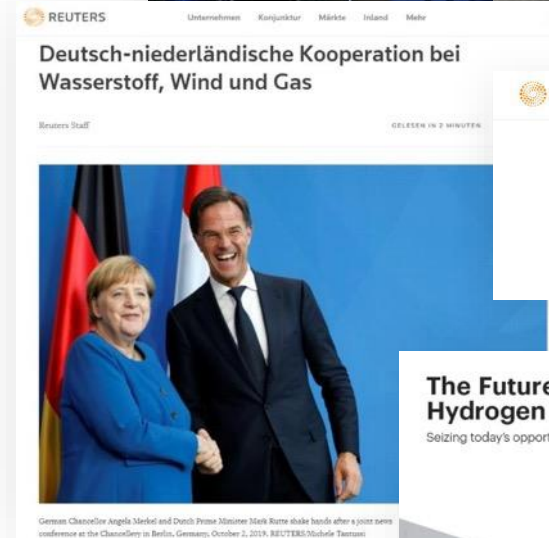 REUTERS
Unternehmen Konjunktur Märkte Inland Mehr
Deutsch-niederländische Kooperation bei
Wasserstoff, Wind und Gas
Reuters Staff
GELESEN IN 2 MINUTEN
German Chancellor Angela Merkel and Dutch Prime Minister Mark Rutte shake hands after a joint news
conference at the Chancellery in Berlin, Germany, October 2, 2019. REUTERS/Michele Tantussi
The Future
Hydrogen
Seizing today's opport